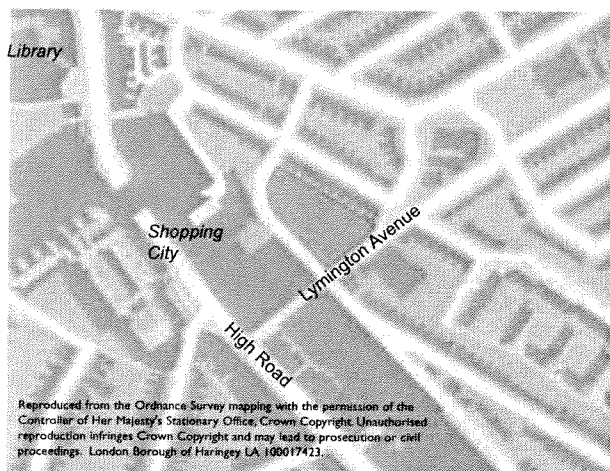 Library
Shopping
City
Lymington Avenue
High Road
Reproduced from the Ordnance Survey mapping with the permission of the
Controller of Her Majesty's Stationary Office, Crown Copyright. Unauthorised
reproduction infringes Crown Copyright and may lead to prosecution or civil
proceedings. London Borough of Haringey LA 100017423.